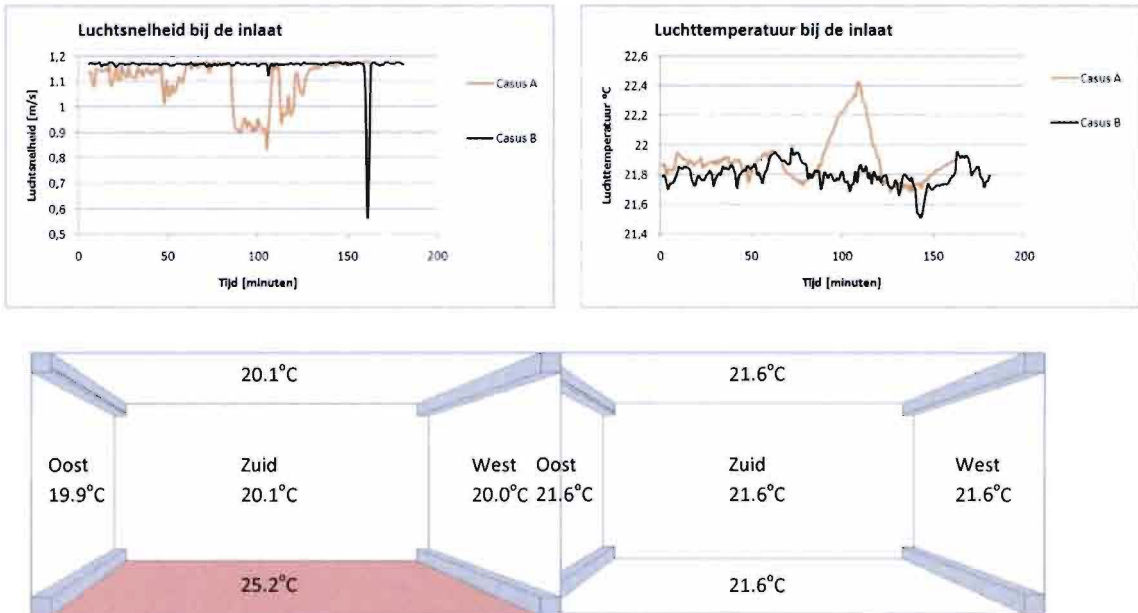 Luchtsnelheid bij de inlaat
1,2
1,1
1
0,9
0,8
0,7
0,6
0,5
Luchtsnelheid [m/s]
0 50 100 150 200
Tijd [minuten]
Casus A
Casus B
Luchttemperatuur bij de inlaat
22,6
22,4
22,2
22
21,8
21,6
21,4
Luchttemperatuur °C
0 50 100 150 200
Tijd [minuten]
Casus A
Casus B
20.1°C
Oost
19.9°C
Zuid
20.1°C
West
20.0°C
25.2°C
21.6°C
Oost
21.6°C
Zuid
21.6°C
West
21.6°C
21.6°C